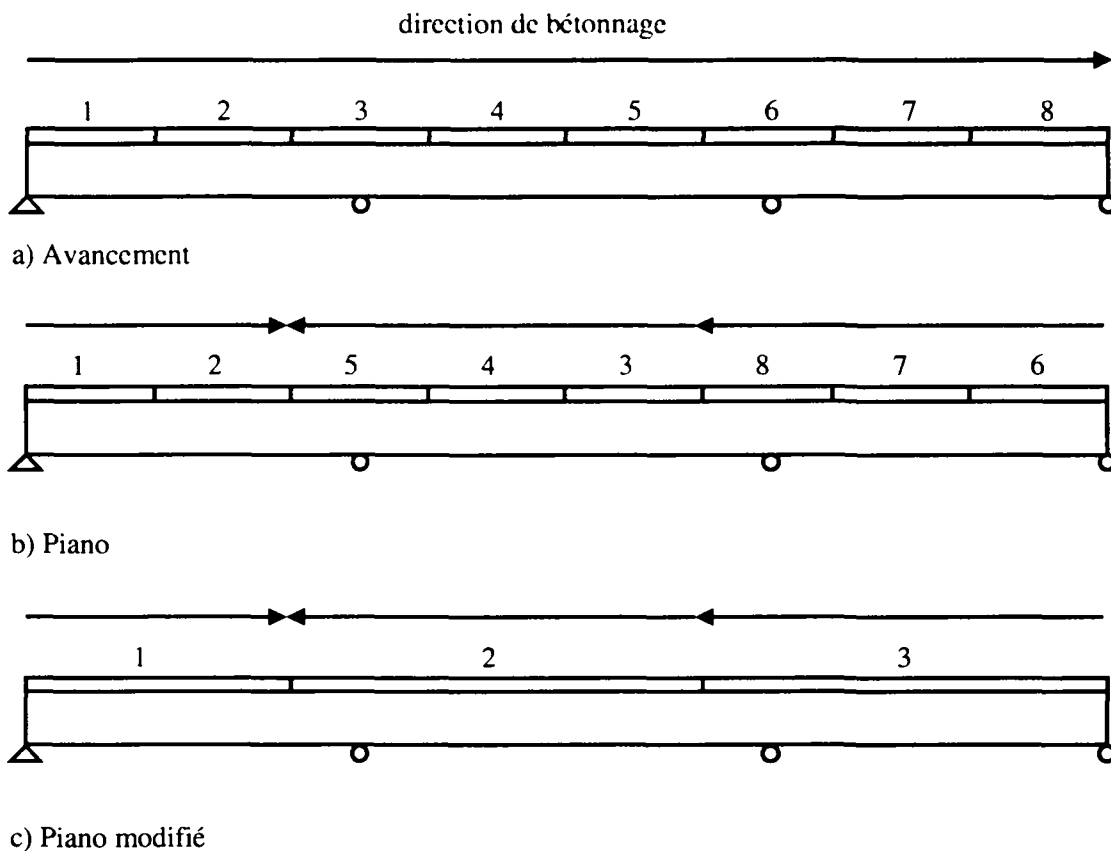 direction de bétonnage
1 2 3 4 5 6 7 8
a) Avancement
1 2 5 4 3 8 7 6
b) Piano
1 2 3
c) Piano modifié